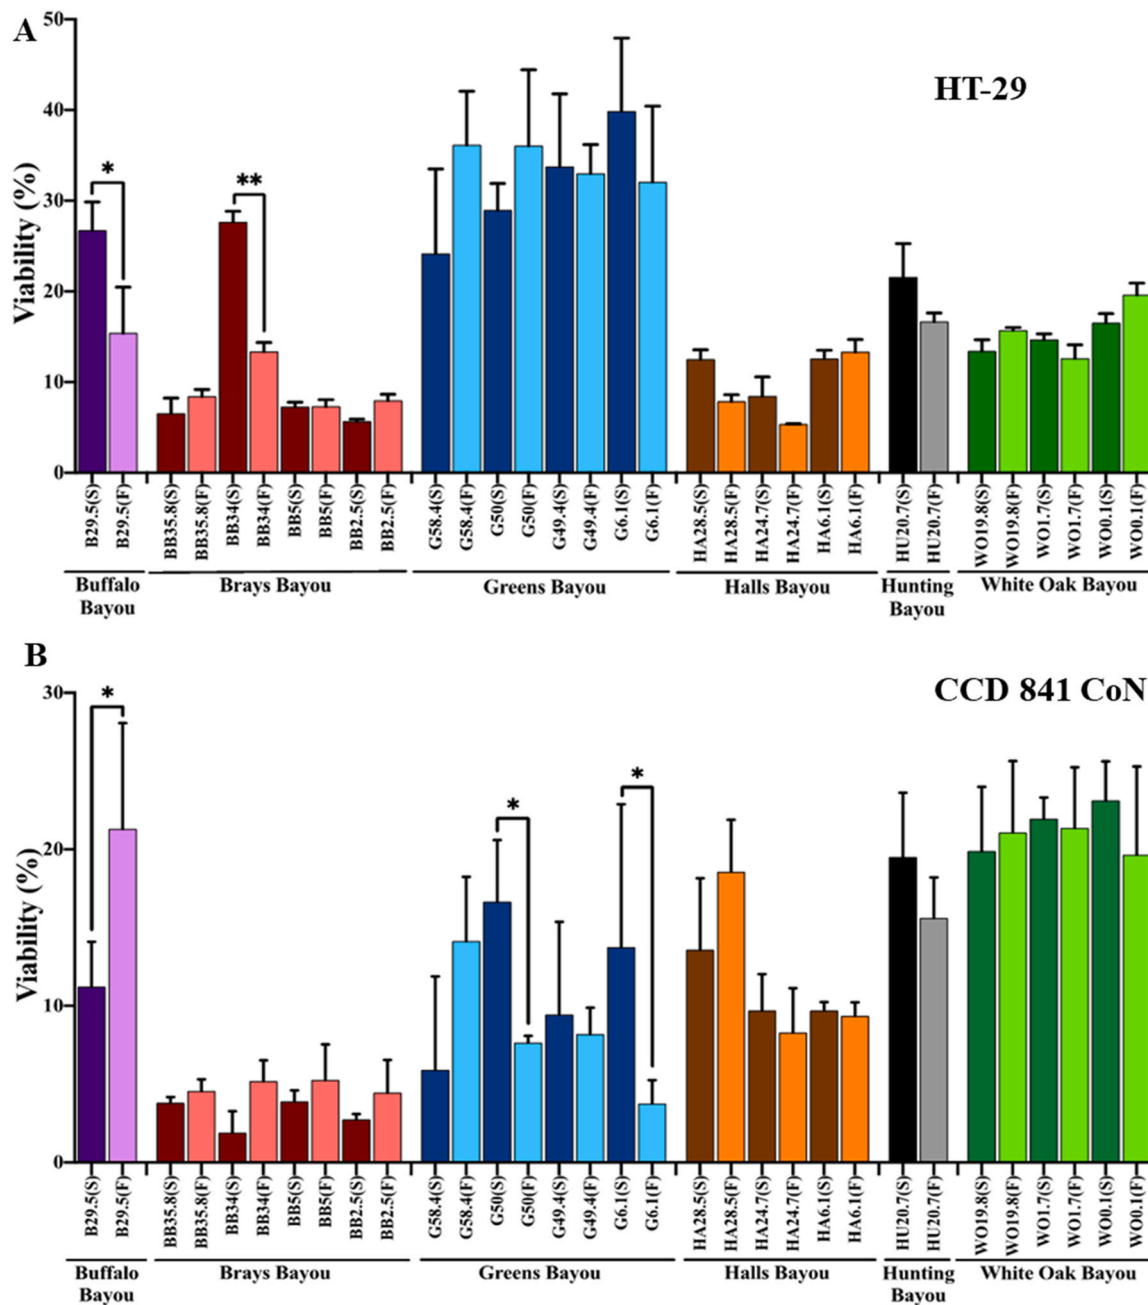 A
HT-29
Viability (%)
50
40
30
20
10
0
*
**
B29.5(S)
B29.5(F)
BB35.8(S)
BB35.8(F)
BB34(S)
BB34(F)
BB5(S)
BB5(F)
BB2.5(S)
BB2.5(F)
G58.4(S)
G58.4(F)
G50(S)
G50(F)
G49.4(S)
G49.4(F)
G6.1(S)
G6.1(F)
HA28.5(S)
HA28.5(F)
HA24.7(S)
HA24.7(F)
HA6.1(S)
HA6.1(F)
HU20.7(S)
HU20.7(F)
WO19.8(S)
WO19.8(F)
WO1.7(S)
WO1.7(F)
WO0.1(S)
WO0.1(F)
Buffalo
Bayou
Brays Bayou
Greens Bayou
Halls Bayou
Hunting
Bayou
White Oak Bayou
B
CCD 841 CoN
Viability (%)
30
20
10
0
*
*
*
B29.5(S)
B29.5(F)
BB35.8(S)
BB35.8(F)
BB34(S)
BB34(F)
BB5(S)
BB5(F)
BB2.5(S)
BB2.5(F)
G58.4(S)
G58.4(F)
G50(S)
G50(F)
G49.4(S)
G49.4(F)
G6.1(S)
G6.1(F)
HA28.5(S)
HA28.5(F)
HA24.7(S)
HA24.7(F)
HA6.1(S)
HA6.1(F)
HU20.7(S)
HU20.7(F)
WO19.8(S)
WO19.8(F)
WO1.7(S)
WO1.7(F)
WO0.1(S)
WO0.1(F)
Buffalo
Bayou
Brays Bayou
Greens Bayou
Halls Bayou
Hunting
Bayou
White Oak Bayou